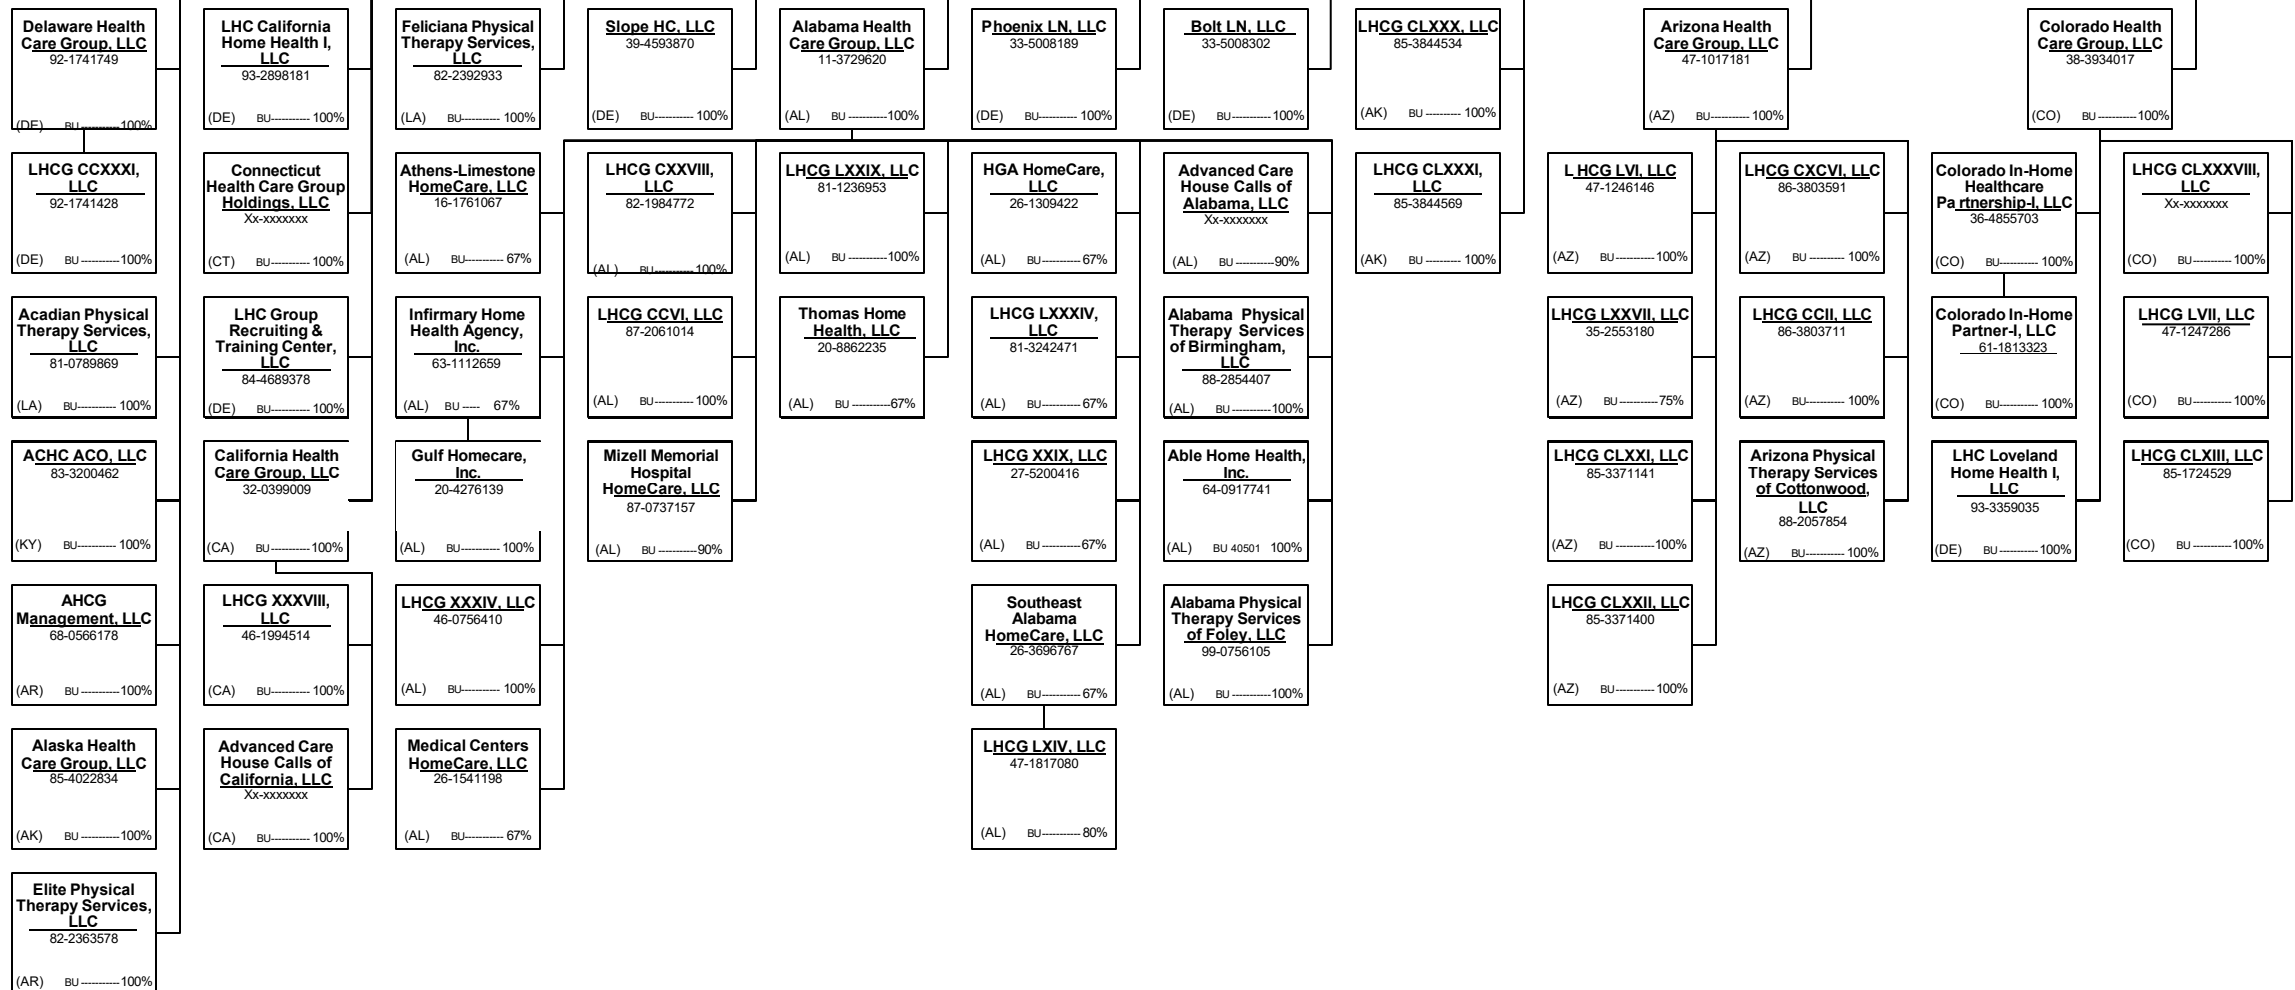 Delaware Health
Care Group, LLC
92-1741749
(DE) BU-----------100%
LHC California
Home Health I,
LLC
93-2898181
(DE) BU----------- 100%
Feliciana Physical
Therapy Services,
LLC
82-2392933
(LA) BU----------- 100%
Slope HC, LLC
39-4593870
(DE) BU----------- 100%
Alabama Health
Care Group, LLC
11-3729620
(AL) BU -----------100%
Phoenix LN, LLC
33-5008189
(DE) BU----------- 100%
Bolt LN, LLC
33-5008302
(DE) BU-----------100%
LHCG CLXXX, LLC
85-3844534
(AK) BU ----------- 100%
Arizona Health
Care Group, LLC
47-1017181
(AZ) BU----------- 100%
Colorado Health
Care Group, LLC
38-3934017
(CO) BU -----------100%
LHCG CCXXXI,
LLC
92-1741428
(DE) BU -----------100%
Connecticut
Health Care Group
Holdings, LLC
Xx-xxxxxxx
(CT) BU----------- 100%
Athens-Limestone
HomeCare, LLC
16-1761067
(AL) BU----------- 67%
LHCG CXXVIII,
LLC
82-1984772
(AL) BU-----------100%
LHCG LXXIX, LLC
81-1236953
(AL) BU -----------100%
HGA HomeCare,
LLC
26-1309422
(AL) BU----------- 67%
Advanced Care
House Calls of
Alabama, LLC
Xx-xxxxxxx
(AL) BU -----------90%
LHCG CLXXXI,
LLC
85-3844569
(AK) BU----------- 100%
LHCG LVI, LLC
47-1246146
(AZ) BU -----------100%
LHCG CXCVI, LLC
86-3803591
(AZ) BU ----------- 100%
Colorado In-Home
Healthcare
Partnership-I, LLC
36-4855703
(CO) BU----------- 100%
LHCG CLXXXVIII,
LLC
Xx-xxxxxxx
(CO) BU----------- 100%
Acadian Physical
Therapy Services,
LLC
81-0789869
(LA) BU----------- 100%
LHC Group
Recruiting &
Training Center,
LLC
84-4689378
(DE) BU-----------100%
Infirmary Home
Health Agency,
Inc.
63-1112659
(AL) BU ----- 67%
LHCG CCVI, LLC
87-2061014
(AL) BU-----------100%
Thomas Home
Health, LLC
20-8862235
(AL) BU -----------67%
LHCG LXXXIV,
LLC
81-3242471
(AL) BU----------- 67%
Alabama Physical
Therapy Services
of Birmingham,
LLC
88-2854407
(AL) BU -----------100%
LHCG LXXVII, LLC
35-2553180
(AZ) BU -----------75%
LHCG CCII, LLC
86-3803711
(AZ) BU ----------- 100%
Colorado In-Home
Partner-I, LLC
61-1813323
(CO) BU----------- 100%
LHCG LVII, LLC
47-1247286
(CO) BU----------- 100%
ACHC ACO, LLC
83-3200462
(KY) BU----------- 100%
California Health
Care Group, LLC
32-0399009
(CA) BU -----------100%
Gulf Homecare,
Inc.
20-4276139
(AL) BU----------- 100%
Mizell Memorial
Hospital
HomeCare, LLC
87-0737157
(AL) BU -----------90%
LHCG XXIX, LLC
27-5200416
(AL) BU -----------67%
Able Home Health,
Inc.
64-0917741
(AL) BU 40501 100%
LHCG CLXXI, LLC
85-3371141
(AZ) BU -----------100%
Arizona Physical
Therapy Services
of Cottonwood,
LLC
88-2057854
(AZ) BU----------- 100%
LHC Loveland
Home Health I,
LLC
93-3359035
(DE) BU -----------100%
LHCG CLXIII, LLC
85-1724529
(CO) BU----------- 100%
AHCG
Management, LLC
68-0566178
(AR) BU -----------100%
LHCG XXXVIII,
LLC
46-1994514
(CA) BU----------- 100%
LHCG XXXIV, LLC
46-0756410
(AL) BU----------- 100%
Southeast
Alabama
HomeCare, LLC
26-3696767
(AL) BU----------- 67%
Alabama Physical
Therapy Services
of Foley, LLC
99-0756105
(AL) BU -----------100%
LHCG CLXXII, LLC
85-3371400
(AZ) BU-----------100%
Alaska Health
Care Group, LLC
85-4022834
(AK) BU -----------100%
Advanced Care
House Calls of
California, LLC
Xx-xxxxxxx
(CA) BU-----------100%
Medical Centers
HomeCare, LLC
26-1541198
(AL) BU----------- 67%
LHCG LXIV, LLC
47-1817080
(AL) BU----------- 80%
Elite Physical
Therapy Services,
LLC
82-2363578
(AR) BU -----------100%